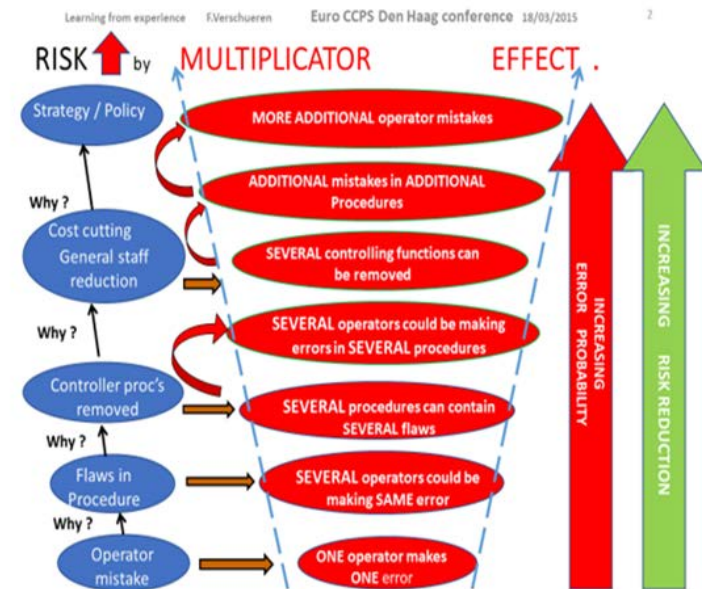 Learning from experience F.Verschueren Euro CCPS Den Haag conference 18/03/2015 2
RISK by MULTIPLICATOR EFFECT .
Strategy / Policy
MORE ADDITIONAL operator mistakes
ADDITIONAL mistakes in ADDITIONAL
Procedures
Why ?
Cost cutting
General staff
reduction
SEVERAL controlling functions can
be removed
SEVERAL operators could be making
errors in SEVERAL procedures
Why ?
Controller proc's
removed
SEVERAL procedures can contain
SEVERAL flaws
Why ?
Flaws in
Procedure
SEVERAL operators could be
making SAME error
Why ?
Operator
mistake
ONE operator makes
ONE error
INCREASING
ERROR PROBABILITY
INCREASING RISK REDUCTION